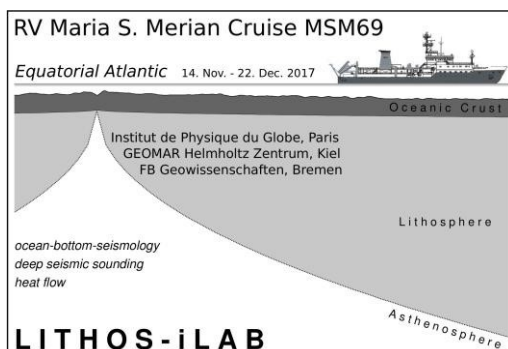 RV Maria S. Merian Cruise MSM69
Equatorial Atlantic 14. Nov. - 22. Dec. 2017
Oceanic Crust
Institut de Physique du Globe, Paris
GEOMAR Helmholtz Zentrum, Kiel
FB Geowissenschaften, Bremen
Lithosphere
ocean-bottom-seismology
deep seismic sounding
heat flow
Asthenosphere
LITHOS-iLAB